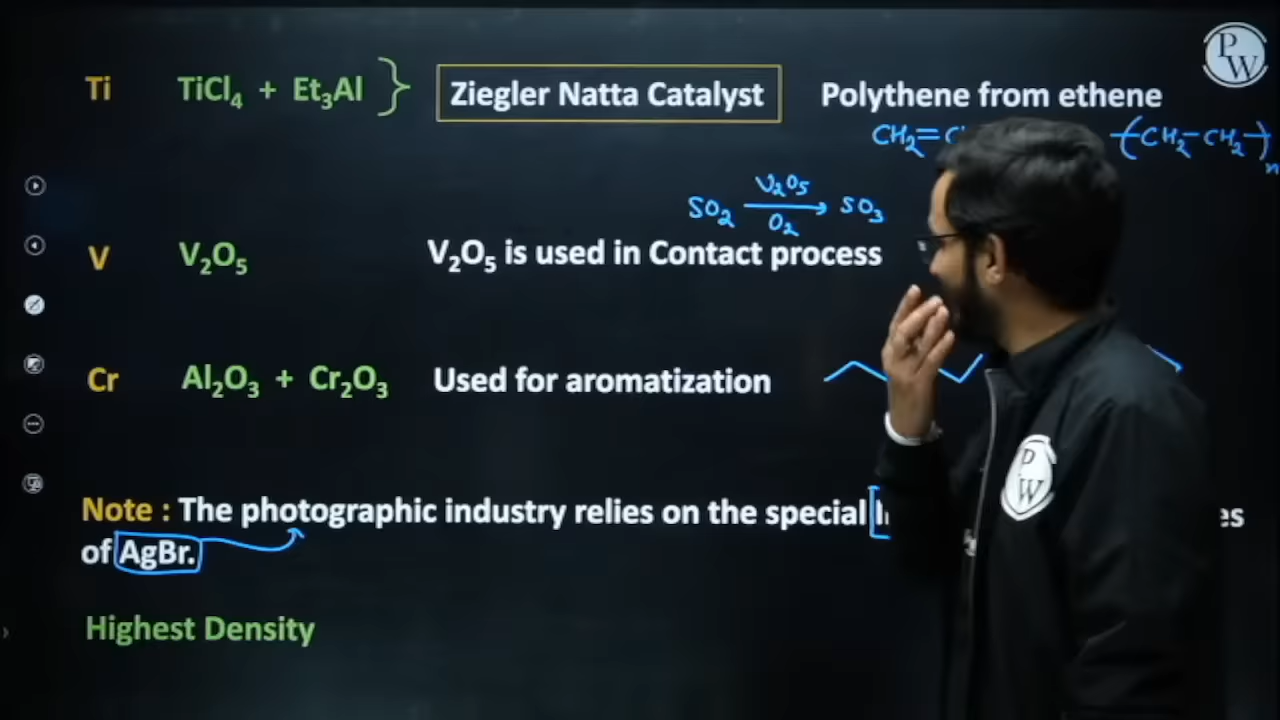 Ti TiCl₄ + Et₃Al } Ziegler Natta Catalyst Polythene from ethene
CH₂= (CH₂-CH₂-)n
SO₂ V₂O₅ O₂ → SO₃
V V₂O₅ V₂O₅ is used in Contact process
Cr Al₂O₃ + Cr₂O₃ Used for aromatization
Note : The photographic industry relies on the special
of AgBr.
Highest Density
PW
PW